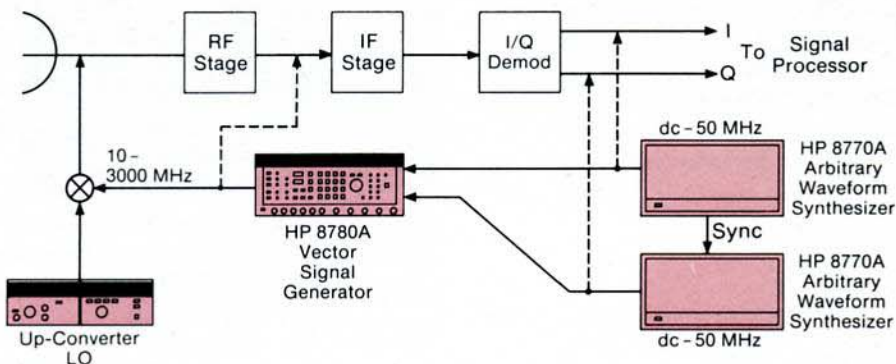 RF
Stage
IF
Stage
I/Q
Demod
I
Q
To
Signal
Processor
10 –
3000 MHz
HP 8780A
Vector
Signal
Generator
dc – 50 MHz
HP 8770A
Arbitrary
Waveform
Synthesizer
Sync
HP 8770A
Arbitrary
Waveform
Synthesizer
dc – 50 MHz
Up-Converter
LO